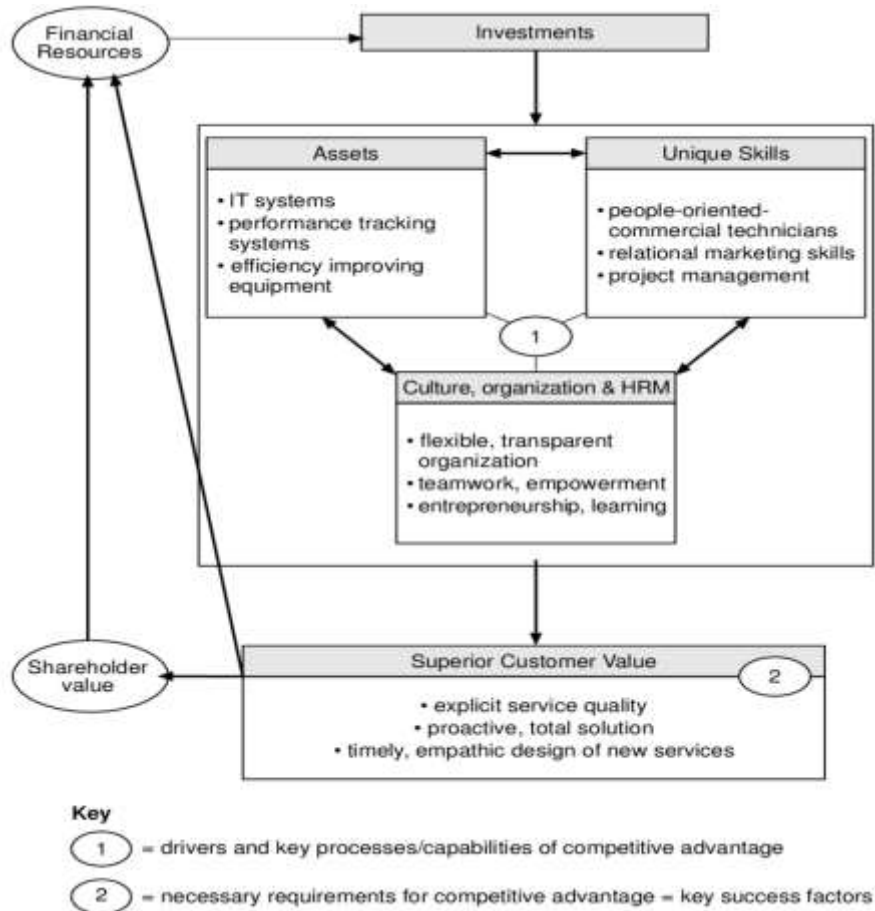 Financial
Resources
Investments
Assets
• IT systems
• performance tracking
systems
• efficiency improving
equipment
Unique Skills
• people-oriented-
commercial technicians
• relational marketing skills
• project management
1
Culture, organization & HRM
• flexible, transparent
organization
• teamwork, empowerment
• entrepreneurship, learning
Shareholder
value
Superior Customer Value
2
• explicit service quality
• proactive, total solution
• timely, empathic design of new services
Key
1 = drivers and key processes/capabilities of competitive advantage
2 = necessary requirements for competitive advantage = key success factors